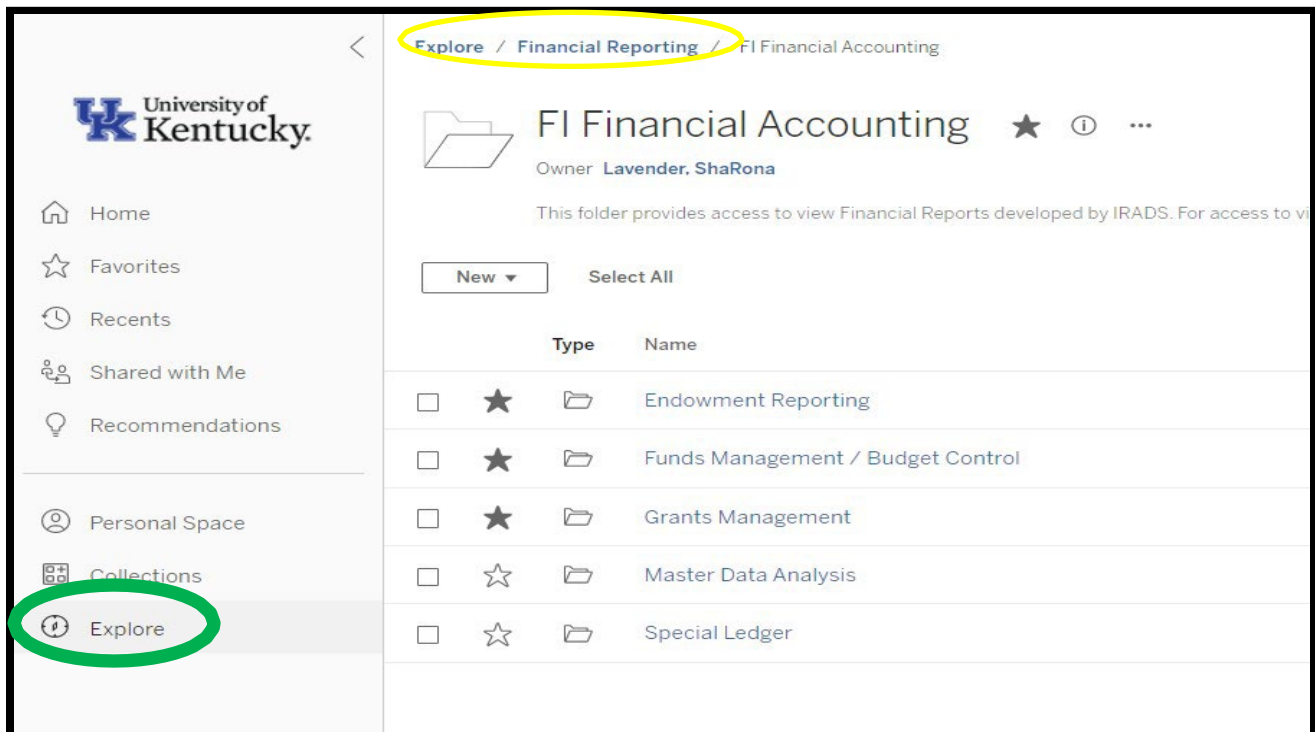 Explore / Financial Reporting / FI Financial Accounting
University of
Kentucky.
FI Financial Accounting
Owner Lavender, ShaRona
This folder provides access to view Financial Reports developed by IRADS. For access to vi
Home
Favorites
Recents
Shared with Me
Recommendations
Personal Space
Collections
Explore
New
Select All
Type Name
Endowment Reporting
Funds Management / Budget Control
Grants Management
Master Data Analysis
Special Ledger